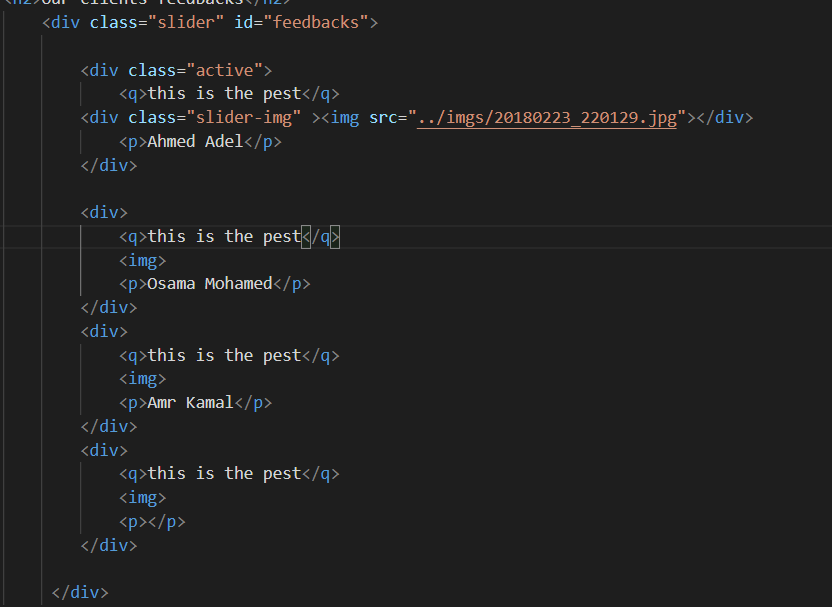 <h2>Our clients feedbacks</h2>
<div class="slider" id="feedbacks">
<div class="active">
<q>this is the pest</q>
<div class="slider-img" ><img src="../imgs/20180223_220129.jpg"></div>
<p>Ahmed Adel</p>
</div>
<div>
<q>this is the pest</q>
<img>
<p>Osama Mohamed</p>
</div>
<div>
<q>this is the pest</q>
<img>
<p>Amr Kamal</p>
</div>
<div>
<q>this is the pest</q>
<img>
<p></p>
</div>
</div>